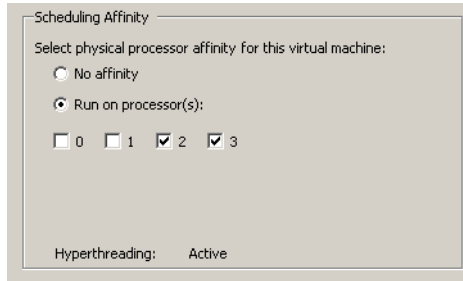 Scheduling Affinity
Select physical processor affinity for this virtual machine:
No affinity
Run on processor(s):
0 1 2 3
Hyperthreading: Active